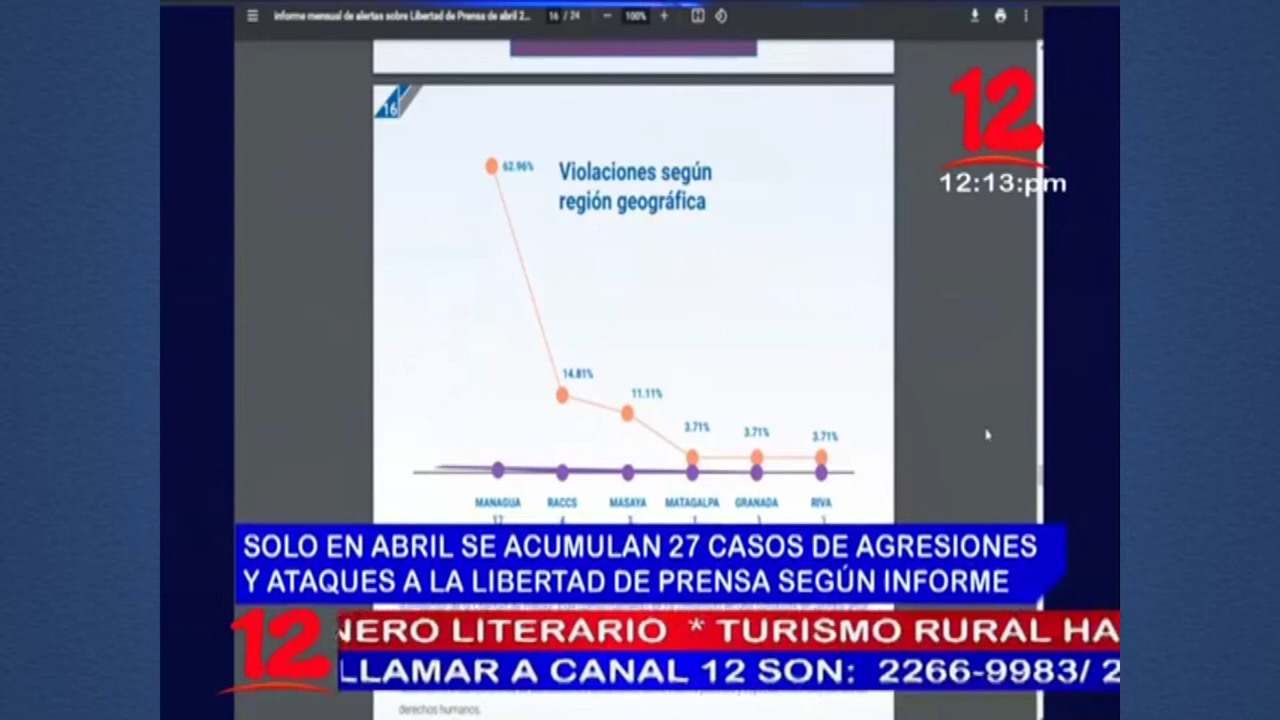 informe mensual de alertas sobre Libertad de Prensa de abril 2...
16 / 24
100%
16
12
12:13:pm
Violaciones según
región geográfica
62.96%
14.81%
11.11%
3.71%
3.71%
3.71%
MANAGUA
RACCS
MASAYA
MATAGALPA
GRANADA
RIVA
SOLO EN ABRIL SE ACUMULAN 27 CASOS DE AGRESIONES
Y ATAQUES A LA LIBERTAD DE PRENSA SEGÚN INFORME
12
NERO LITERARIO * TURISMO RURAL HA
LLAMAR A CANAL 12 SON: 2266-9983/ 2
derechos humanos.